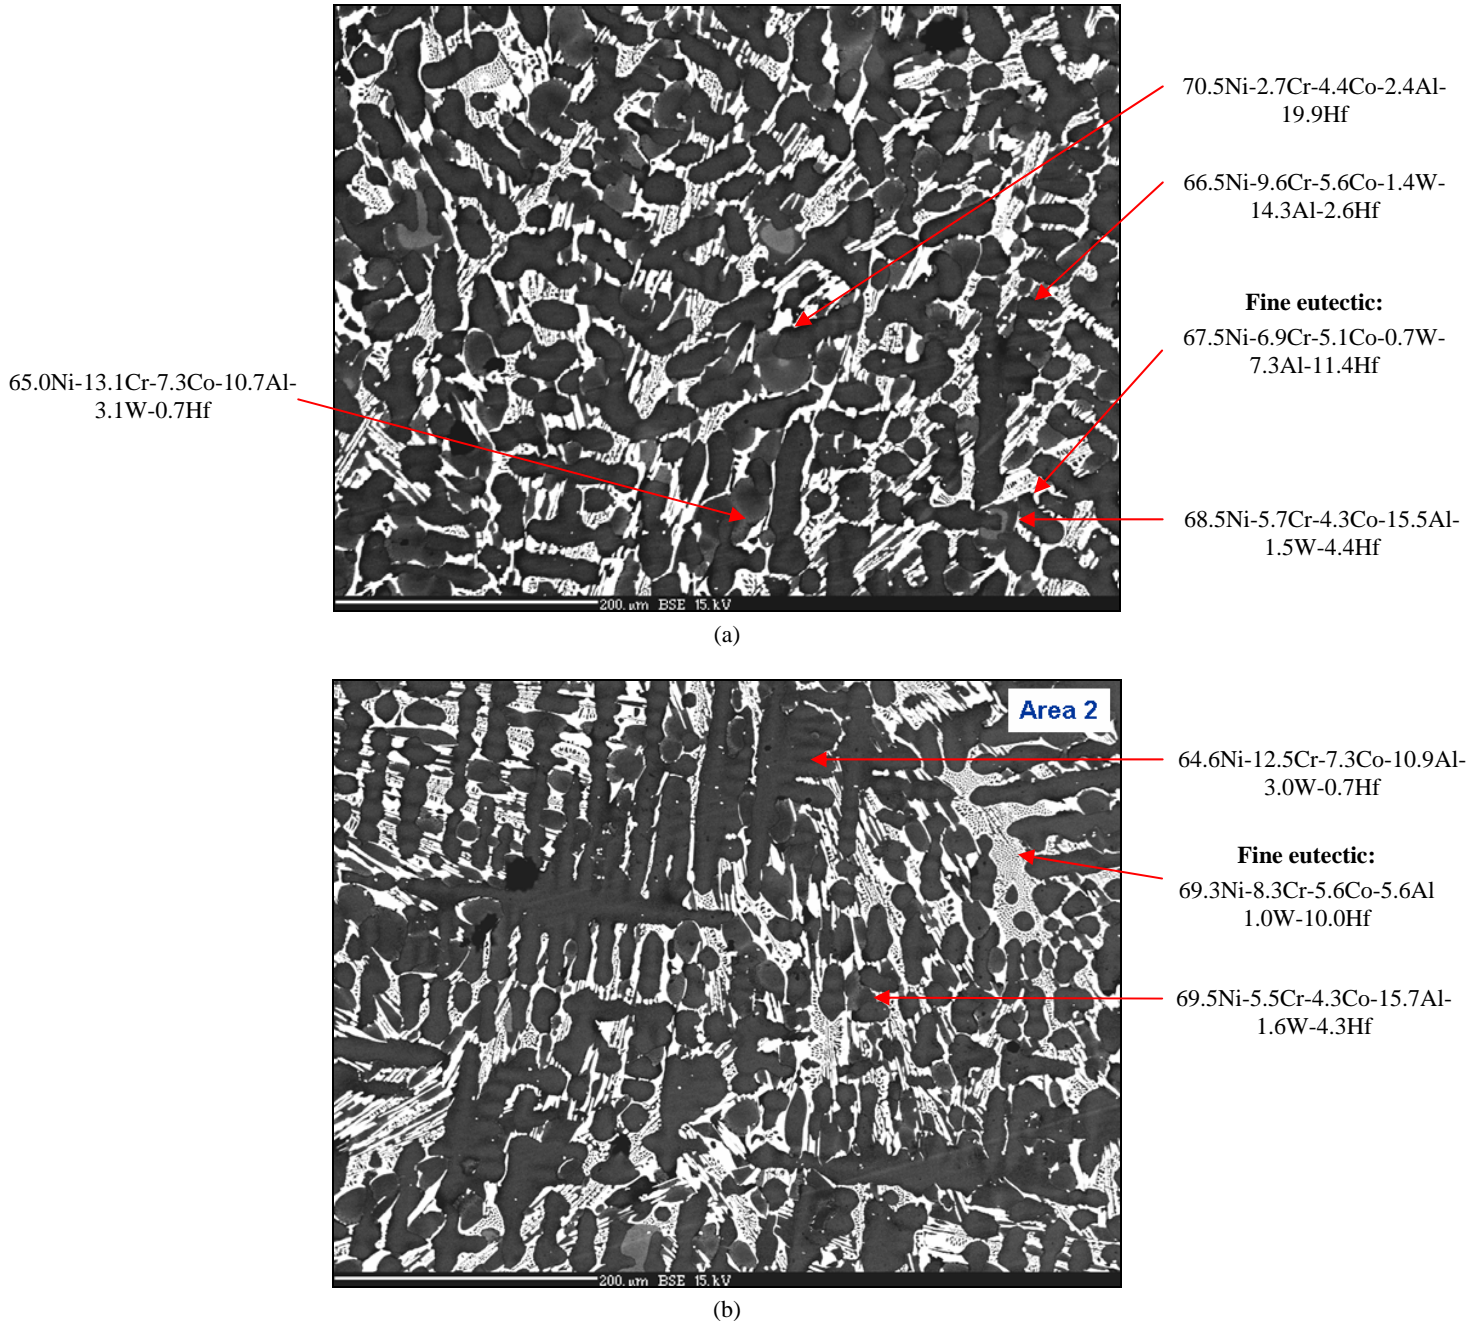 70.5Ni-2.7Cr-4.4Co-2.4Al-
19.9Hf
66.5Ni-9.6Cr-5.6Co-1.4W-
14.3Al-2.6Hf
Fine eutectic:
67.5Ni-6.9Cr-5.1Co-0.7W-
7.3Al-11.4Hf
65.0Ni-13.1Cr-7.3Co-10.7Al-
3.1W-0.7Hf
68.5Ni-5.7Cr-4.3Co-15.5Al-
1.5W-4.4Hf
200.µm BSE 15.kV
(a)
Area 2
64.6Ni-12.5Cr-7.3Co-10.9Al-
3.0W-0.7Hf
Fine eutectic:
69.3Ni-8.3Cr-5.6Co-5.6Al
1.0W-10.0Hf
69.5Ni-5.5Cr-4.3Co-15.7Al-
1.6W-4.3Hf
200.µm BSE 15.kV
(b)